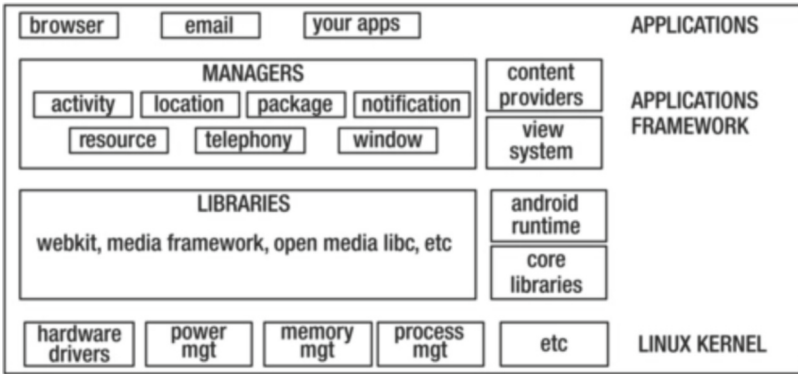 browser email your apps APPLICATIONS
MANAGERS
activity location package notification
resource telephony window
content
providers
view
system
APPLICATIONS
FRAMEWORK
LIBRARIES
webkit, media framework, open media libc, etc
android
runtime
core
libraries
hardware
drivers
power
mgt
memory
mgt
process
mgt
etc
LINUX KERNEL